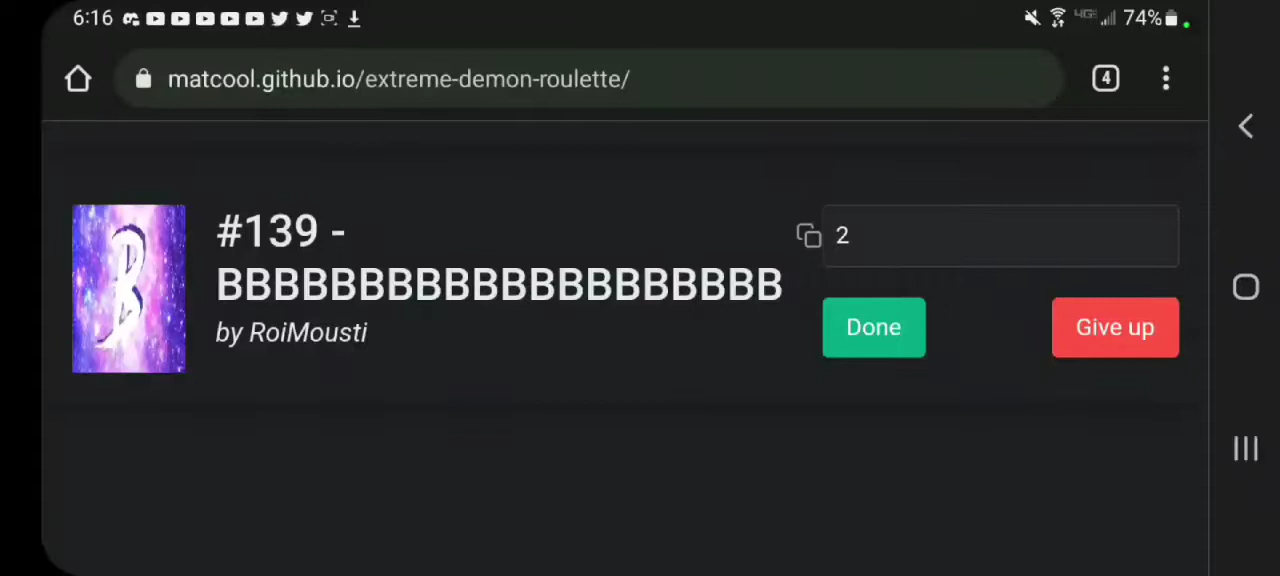 6:16 74%
matcool.github.io/extreme-demon-roulette/ 4
#139 -
BBBBBBBBBBBBBBBBBBBB
by RoiMousti
2
Done Give up